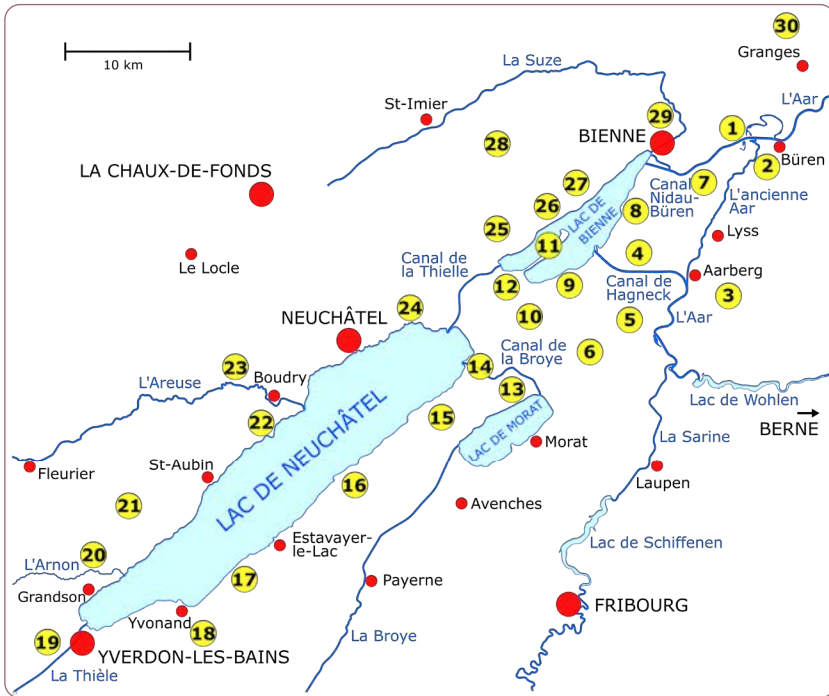 30
Granges
10 km
La Suze
L'Aar
St-Imier
29
1
BIENNE
28
Büren
2
LA CHAUX-DE-FONDS
27
7
Canal
Nidau-
Büren
L'ancienne
Aar
26
8
LAC DE
BIENNE
25
Lyss
11
4
Le Locle
Canal de
la Thielle
Aarberg
12
9
Canal de
Hagneck
3
24
NEUCHÂTEL
10
5
L'Aar
Canal de
la Broye
6
23
14
L'Areuse
Boudry
13
Lac de Wohlen
22
15
BERNE
LAC DE NEUCHÂTEL
LAC DE MORAT
Morat
La Sarine
Fleurier
St-Aubin
Laupen
16
21
Avenches
Estavayer-
le-Lac
Lac de Schiffenen
20
L'Arnon
17
Payerne
Grandson
FRIBOURG
Yvonand
19
18
La Broye
YVERDON-LES-BAINS
La Thièle